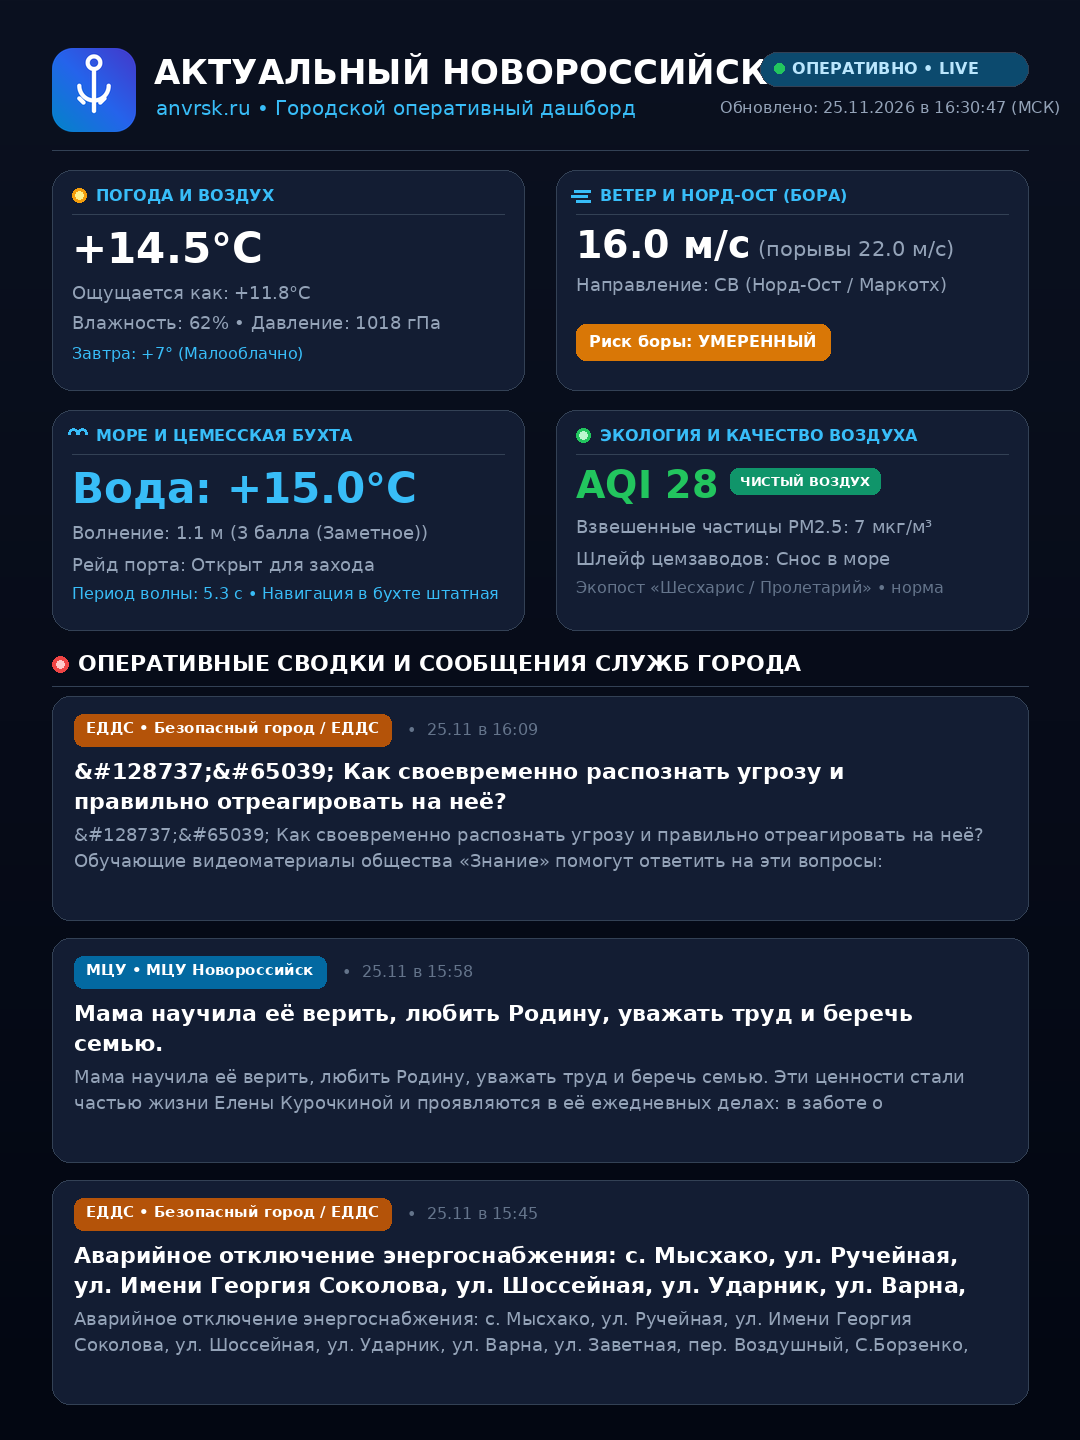 АКТУАЛЬНЫЙ НОВОРОССИЙСК
ОПЕРАТИВНО • LIVE
anvrsk.ru • Городской оперативный дашборд
Обновлено: 25.11.2026 в 16:30:47 (МСК)
ПОГОДА И ВОЗДУХ
+14.5°C
Ощущается как: +11.8°C
Влажность: 62% • Давление: 1018 гПа
Завтра: +7° (Малооблачно)
ВЕТЕР И НОРД-ОСТ (БОРА)
16.0 м/с (порывы 22.0 м/с)
Направление: СВ (Норд-Ост / Маркотх)
Риск боры: УМЕРЕННЫЙ
МОРЕ И ЦЕМЕССКАЯ БУХТА
Вода: +15.0°C
Волнение: 1.1 м (3 балла (Заметное))
Рейд порта: Открыт для захода
Период волны: 5.3 с • Навигация в бухте штатная
ЭКОЛОГИЯ И КАЧЕСТВО ВОЗДУХА
AQI 28 ЧИСТЫЙ ВОЗДУХ
Взвешенные частицы PM2.5: 7 мкг/м³
Шлейф цемзаводов: Снос в море
Экопост «Шесхарис / Пролетарий» • норма
ОПЕРАТИВНЫЕ СВОДКИ И СООБЩЕНИЯ СЛУЖБ ГОРОДА
ЕДДС • Безопасный город / ЕДДС • 25.11 в 16:09
&#128737;&#65039; Как своевременно распознать угрозу и
правильно отреагировать на неё?
&#128737;&#65039; Как своевременно распознать угрозу и правильно отреагировать на неё?
Обучающие видеоматериалы общества «Знание» помогут ответить на эти вопросы:
МЦУ • МЦУ Новороссийск • 25.11 в 15:58
Мама научила её верить, любить Родину, уважать труд и беречь
семью.
Мама научила её верить, любить Родину, уважать труд и беречь семью. Эти ценности стали
частью жизни Елены Курочкиной и проявляются в её ежедневных делах: в заботе о
ЕДДС • Безопасный город / ЕДДС • 25.11 в 15:45
Аварийное отключение энергоснабжения: с. Мысхако, ул. Ручейная,
ул. Имени Георгия Соколова, ул. Шоссейная, ул. Ударник, ул. Варна,
Аварийное отключение энергоснабжения: с. Мысхако, ул. Ручейная, ул. Имени Георгия
Соколова, ул. Шоссейная, ул. Ударник, ул. Варна, ул. Заветная, пер. Воздушный, С.Борзенко,